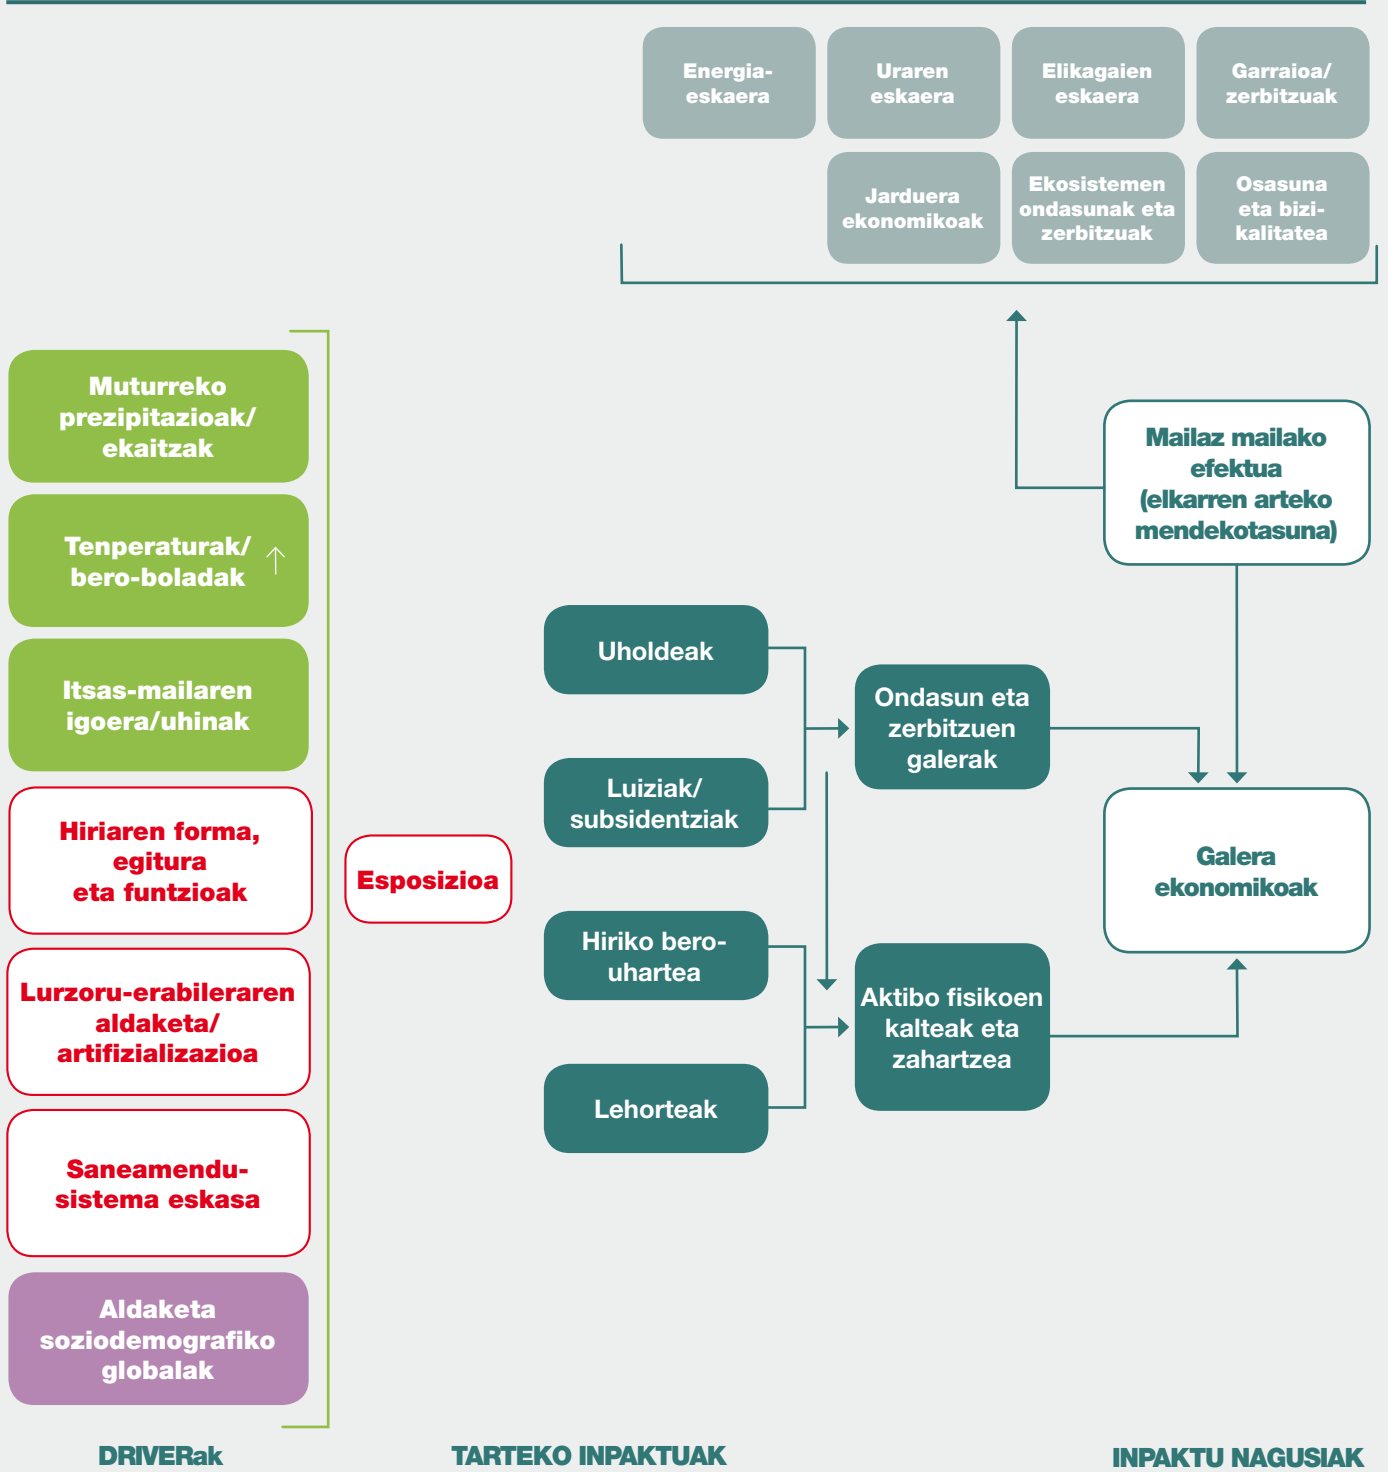 Energia-
eskaera
Uraren
eskaera
Elikagaien
eskaera
Garraioa/
zerbitzuak
Jarduera
ekonomikoak
Ekosistemen
ondasunak eta
zerbitzuak
Osasuna
eta bizi-
kalitatea
Muturreko
prezipitazioak/
ekaitzak
Tenperaturak/
bero-boladak ↑
Itsas-mailaren
igoera/uhinak
Hiriaren forma,
egitura
eta funtzioak
Lurzoru-erabileraren
aldaketa/
artifizializazioa
Saneamendu-
sistema eskasa
Aldaketa
soziodemografiko
globalak
Esposizioa
Uholdeak
Luiziak/
subsidentziak
Hiriko bero-
uhartea
Lehorteak
Ondasun eta
zerbitzuen
galerak
Aktibo fisikoen
kalteak eta
zahartzea
Mailaz mailako
efektua
(elkarren arteko
mendekotasuna)
Galera
ekonomikoak
DRIVERak
TARTEKO INPAKTUAK
INPAKTU NAGUSIAK